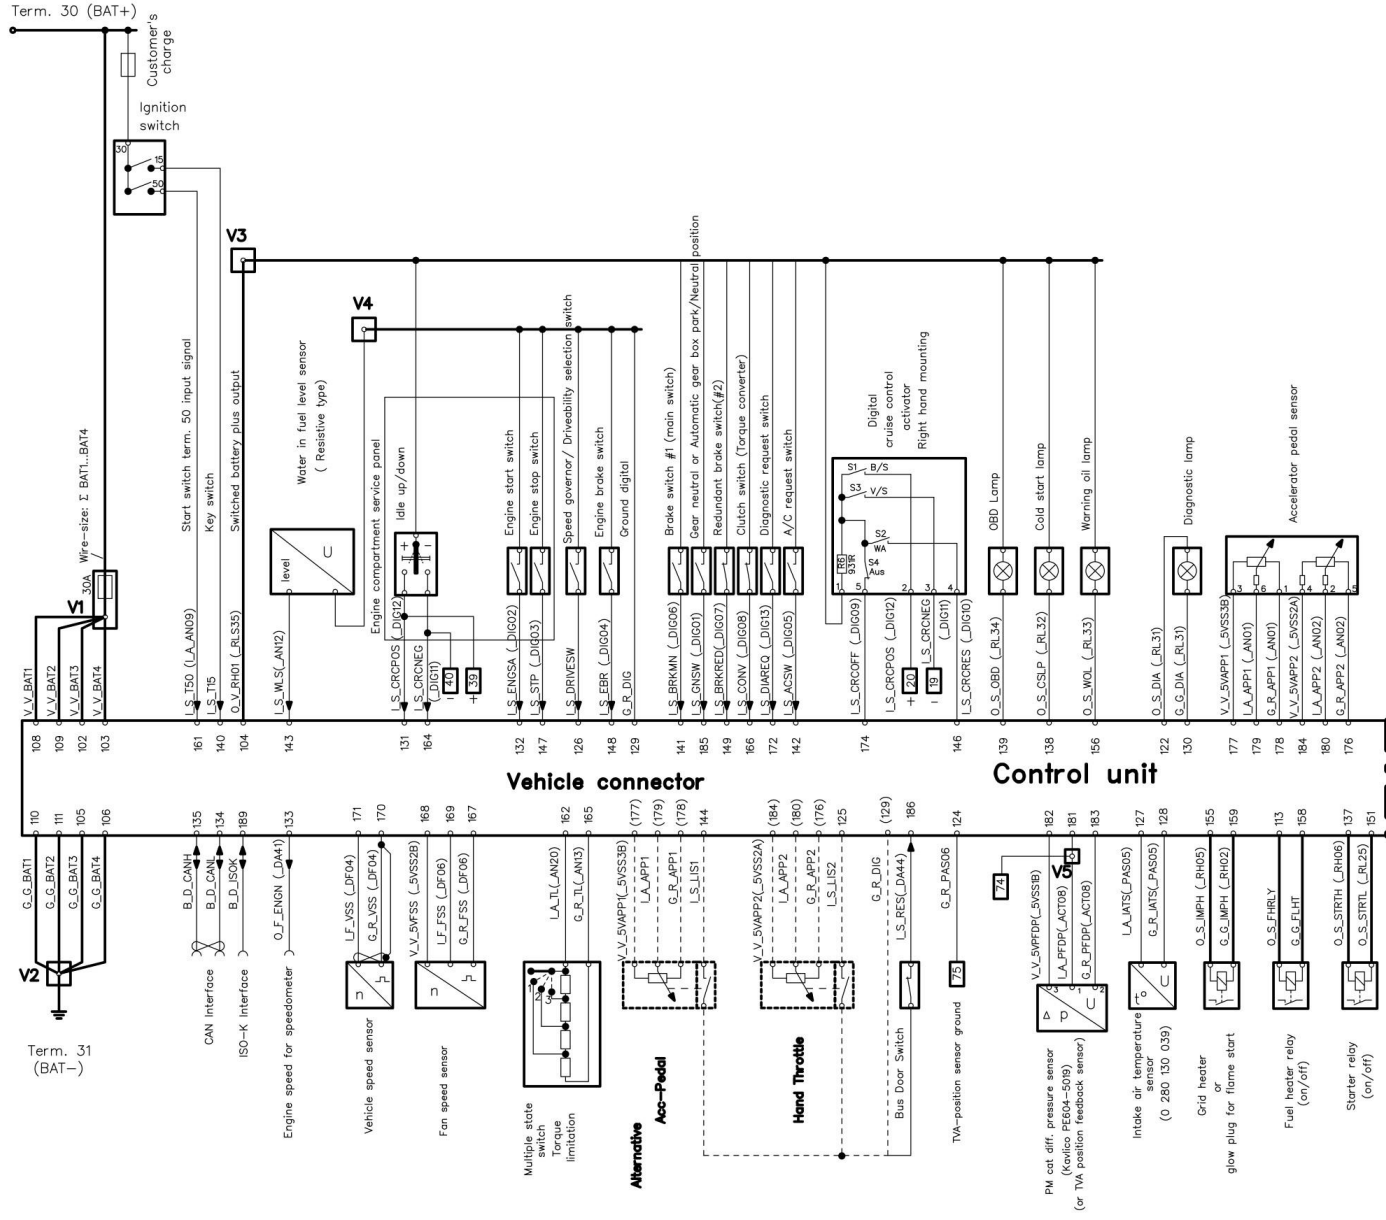 Term. 30 (BAT+)
Customer's
charge
Ignition
switch
30
15
50
V3
V4
Wire-size: Σ BAT1...BAT4
30A
V1
Start switch term. 50 input signal
Key switch
Switched battery plus output
Water in fuel level sensor
( Resistive type)
level
U
Engine compartment service panel
Idle up/down
+
−
Engine start switch
Engine stop switch
Speed governor/ Driveability selection switch
Engine brake switch
Ground digital
Brake switch #1 (main switch)
Gear neutral or Automatic gear box park/Neutral position
Redundant brake switch(#2)
Clutch switch (Torque converter)
Diagnostic request switch
A/C request switch
Digital
cruise control
activator
Right hand mounting
S1 B/S
S3 V/S
S2
WA
S4
Aus
R6
931R
1 5 2 3 4
OBD Lamp
Cold start lamp
Warning oil lamp
Diagnostic lamp
Accelerator pedal sensor
3 6 1 4 2 5
V_V_BAT1
V_V_BAT2
V_V_BAT3
V_V_BAT4
I_S_T50 (I_A_AN09)
I_S_T15
O_V_RH01 (_RLS35)
I_S_WLS(_AN12)
I_S_CRCPOS (_DIG12)
I_S_CRCNEG
(_DIG11)
− 40
+ 39
I_S_ENGSA (_DIG02)
I_S_STP (_DIG03)
I_S_DRIVESW
I_S_EBR (_DIG04)
G_R_DIG
I_S_BRKMN (_DIG06)
I_S_GNSW (_DIG01)
I_S_BRKRED(_DIG07)
I_S_CONV (_DIG08)
I_S_DIAREQ (_DIG13)
I_S_ACSW (_DIG05)
I_S_CRCOFF (_DIG09)
I_S_CRCPOS (_DIG12)
+ 20
I_S_CRCNEG
− 19
(_DIG11)
I_S_CRCRES (_DIG10)
O_S_OBD (_RL34)
O_S_CSLP (_RL32)
O_S_WOL (_RL33)
O_S_DIA (_RL31)
G_G_DIA (_RL31)
V_V_5VAPP1 (_5VSS3B)
I_A_APP1 (_AN01)
G_R_APP1 (_AN01)
V_V_5VAPP2 (_5VSS2A)
I_A_APP2 (_AN02)
G_R_APP2 (_AN02)
108 109 102 103 161 140 104 143 131 164 132 147 126 148 129 141 185 149 166 172 142 174 146 139 138 156 122 130 177 179 178 184 180 176
Vehicle connector
Control unit
110 111 105 106 135 134 189 133 171 170 168 169 167 162 165 (177) (179) (178) 144 (184) (180) (176) 125 (129) 186 124 182 181 183 127 128 155 159 113 158 137 151
G_G_BAT1
G_G_BAT2
G_G_BAT3
G_G_BAT4
B_D_CANH
B_D_CANL
B_D_ISOK
O_F_ENGN (_DA41)
I_F_VSS (_DF04)
G_R_VSS (_DF04)
V_V_5VFSS (_5VSS2B)
I_F_FSS (_DF06)
G_R_FSS (_DF06)
I_A_TL(_AN20)
G_R_TL(_AN13)
V_V_5VAPP1(_5VSS3B)
I_A_APP1
G_R_APP1
I_S_LIS1
V_V_5VAPP2(_5VSS2A)
I_A_APP2
G_R_APP2
I_S_LIS2
G_R_DIG
I_S_RES(_DA44)
G_R_PAS06
74
V5
V_V_5VPFDP(_5VSS1B)
I_A_PFDP(_ACT08)
G_R_PFDP(_ACT08)
I_A_IATS(_PAS05)
G_R_IATS(_PAS05)
O_S_IMPH (_RH05)
G_G_IMPH (_RH02)
O_S_FHRLY
G_G_FLHT
O_S_STRTH (_RH06)
O_S_STRTL (_RL25)
V2
Term. 31
(BAT−)
CAN Interface
ISO-K Interface
Engine speed for speedometer
n
Vehicle speed sensor
n
Fan speed sensor
1 2 3
Multiple state
switch
Torque
limitation
Alternative
Acc-Pedal
Hand Throttle
Bus Door Switch
75
TVA-position sensor ground
3 1 2
Δ p
U
PM cat diff. pressure sensor
(Kavlico PE604-5019)
(or TVA position feedback sensor)
t°
U
Intake air temperature
sensor
(0 280 130 039)
Grid heater
or
glow plug for flame start
Fuel heater relay
(on/off)
Starter relay
(on/off)